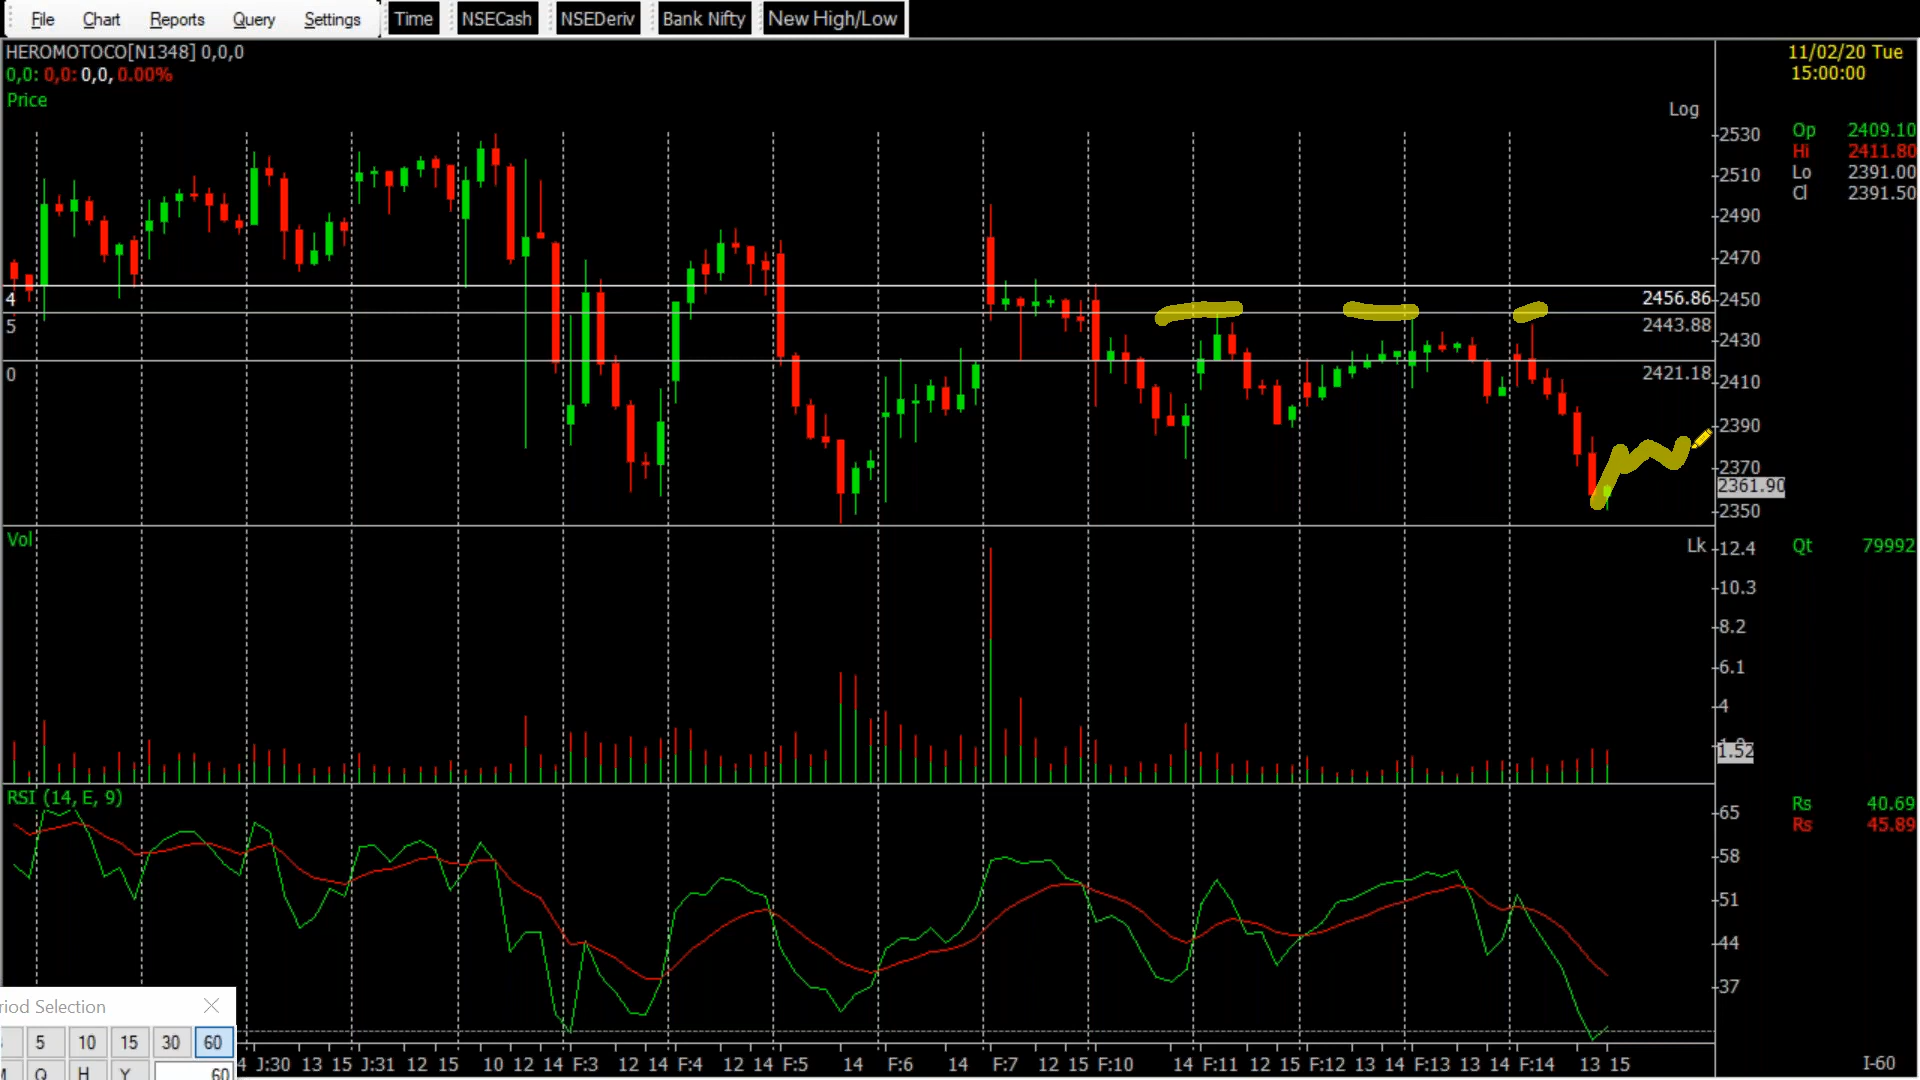 File Chart Reports Query Settings Time NSECash NSEDeriv Bank Nifty New High/Low
HEROMOTOCO[N1348] 0,0,0
0,0: 0,0: 0,0, 0.00%
Price
Log
11/02/20 Tue
15:00:00
Op 2409.10
Hi 2411.80
Lo 2391.00
Cl 2391.50
2530
2510
2490
2470
2450
2430
2410
2390
2370
2361.90
2350
4 2456.86
5 2443.88
0 2421.18
Vol
Lk
12.4
10.3
8.2
6.1
4
1.52
Qt 79992
RSI (14, E, 9)
65
58
51
44
37
Rs 40.69
Rs 45.89
riod Selection
5 10 15 30 60
Q H Y 60
4 J:30 13 15 J:31 12 15 10 12 14 F:3 12 14 F:4 12 14 F:5 14 F:6 14 F:7 12 15 F:10 14 F:11 12 15 F:12 13 14 F:13 13 14 F:14 13 15
I-60